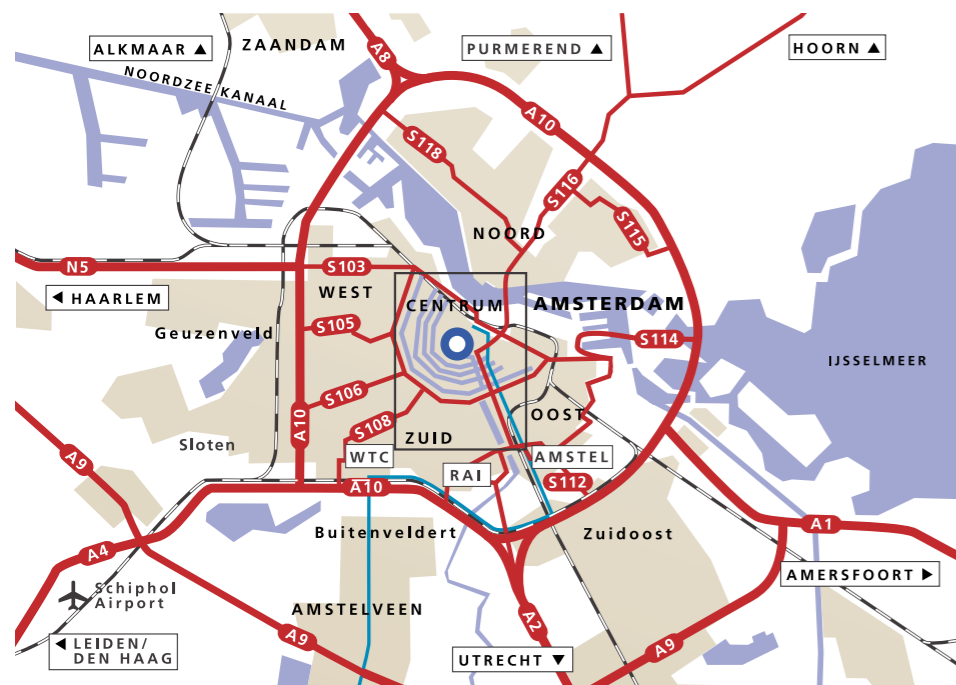 ALKMAAR ▲
ZAANDAM
A8
PURMEREND ▲
HOORN ▲
NOORDZEE KANAAL
A10
S118
S116
S115
NOORD
N5
S103
◄ HAARLEM
WEST
CENTRUM
AMSTERDAM
Geuzenveld
S105
S114
IJSSELMEER
S106
A10
S108
OOST
Sloten
ZUID
A9
WTC
RAI
AMSTEL
A10
S112
A1
Buitenveldert
Zuidoost
A4
AMERSFOORT ►
Schiphol
Airport
AMSTELVEEN
A2
A9
A9
◄ LEIDEN/
DEN HAAG
UTRECHT ▼